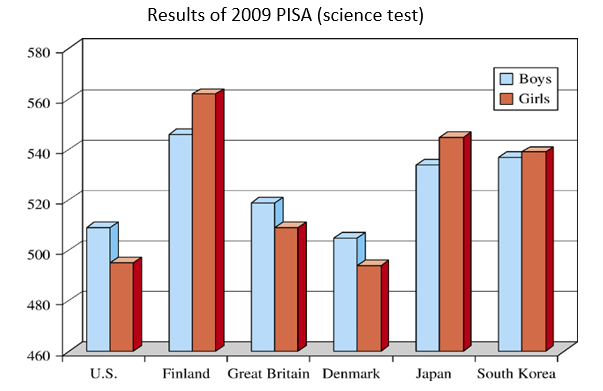 Results of 2009 PISA (science test)
580
560
540
520
500
480
460
Boys
Girls
U.S.
Finland
Great Britain
Denmark
Japan
South Korea